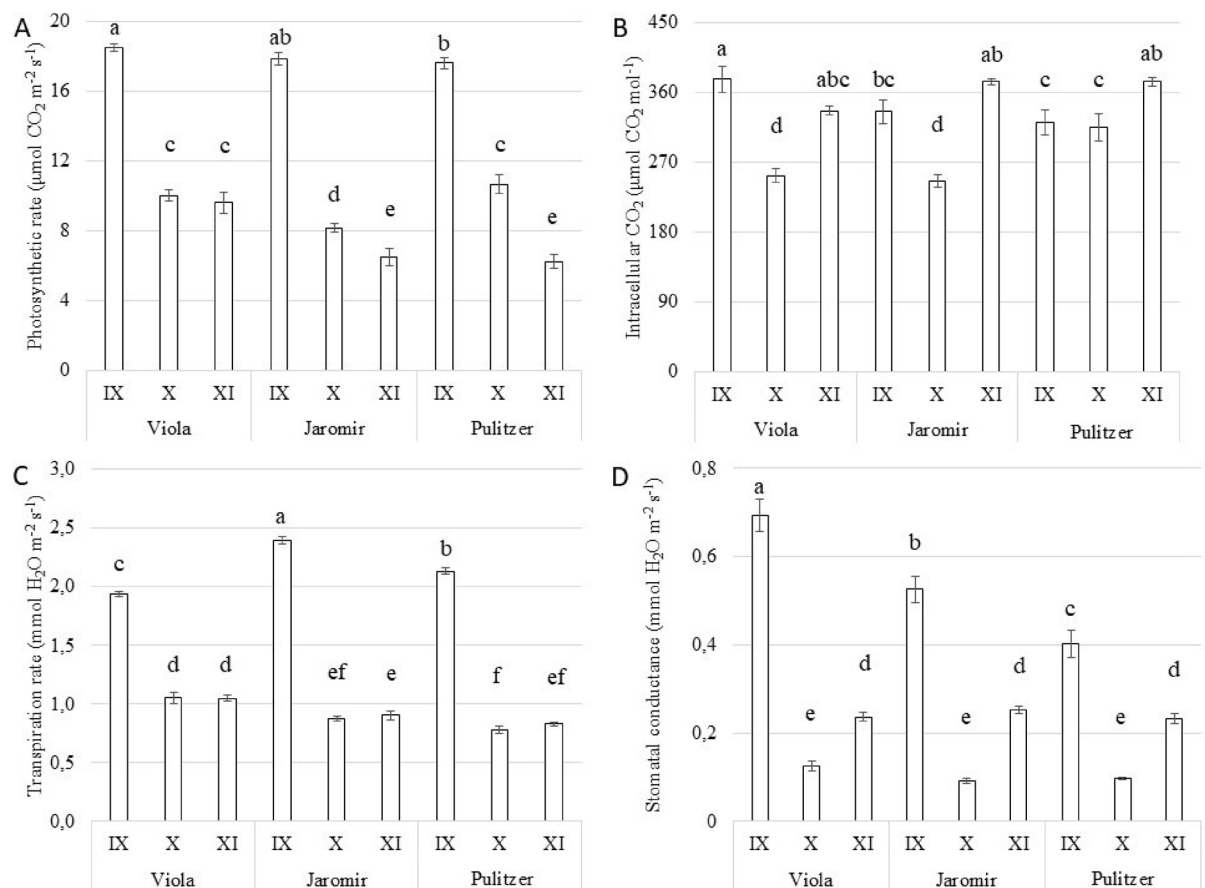 A
Photosynthetic rate (µmol CO₂ m⁻² s⁻¹)
20
16
12
8
4
0
a
c
c
ab
d
e
b
c
e
IX X XI IX X XI IX X XI
Viola Jaromir Pulitzer
B
Intracellular CO₂ (µmol CO₂ mol⁻¹)
450
360
270
180
90
0
a
d
abc
bc
d
ab
c
c
ab
IX X XI IX X XI IX X XI
Viola Jaromir Pulitzer
C
Transpiration rate (mmol H₂O m⁻² s⁻¹)
3,0
2,5
2,0
1,5
1,0
0,5
0,0
c
d
d
a
ef
e
b
f
ef
IX X XI IX X XI IX X XI
Viola Jaromir Pulitzer
D
Stomatal conductance (mmol H₂O m⁻² s⁻¹)
0,8
0,6
0,4
0,2
0
a
e
d
b
e
d
c
e
d
IX X XI IX X XI IX X XI
Viola Jaromir Pulitzer